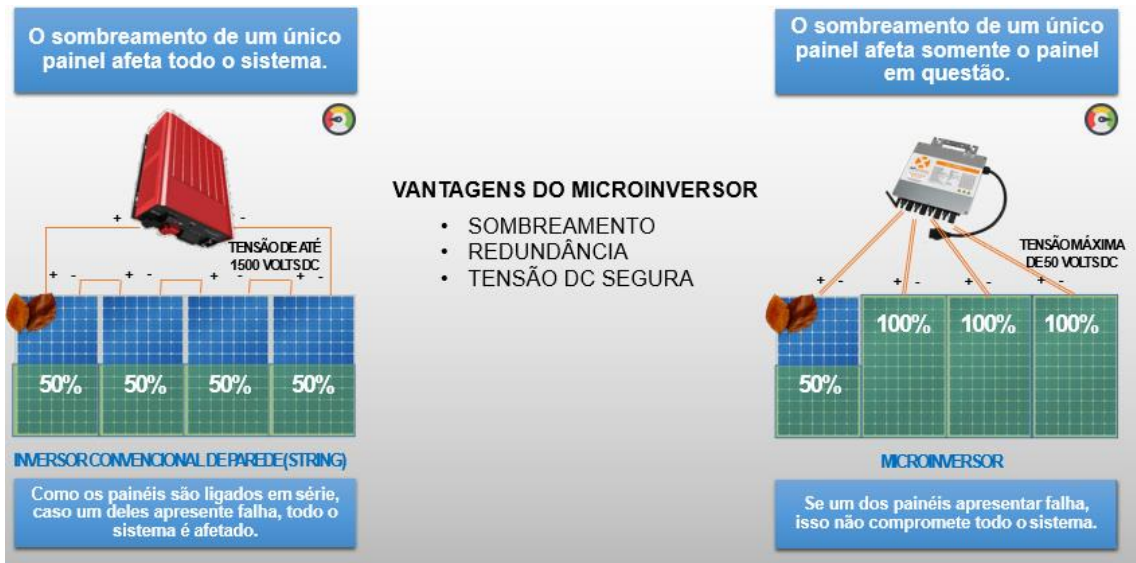 O sombreamento de um único
painel afeta todo o sistema.
+ -
TENSÃO DE ATÉ
1500 VOLTS DC
+ - + - + - + -
50% 50% 50% 50%
INVERSOR CONVENCIONAL DE PAREDE (STRING)
Como os painéis são ligados em série,
caso um deles apresente falha, todo o
sistema é afetado.
VANTAGENS DO MICROINVERSOR
• SOMBREAMENTO
• REDUNDÂNCIA
• TENSÃO DC SEGURA
O sombreamento de um único
painel afeta somente o painel
em questão.
TENSÃO MÁXIMA
DE 50 VOLTS DC
+ - + - + - + -
100% 100% 100%
50%
MICROINVERSOR
Se um dos painéis apresentar falha,
isso não compromete todo o sistema.